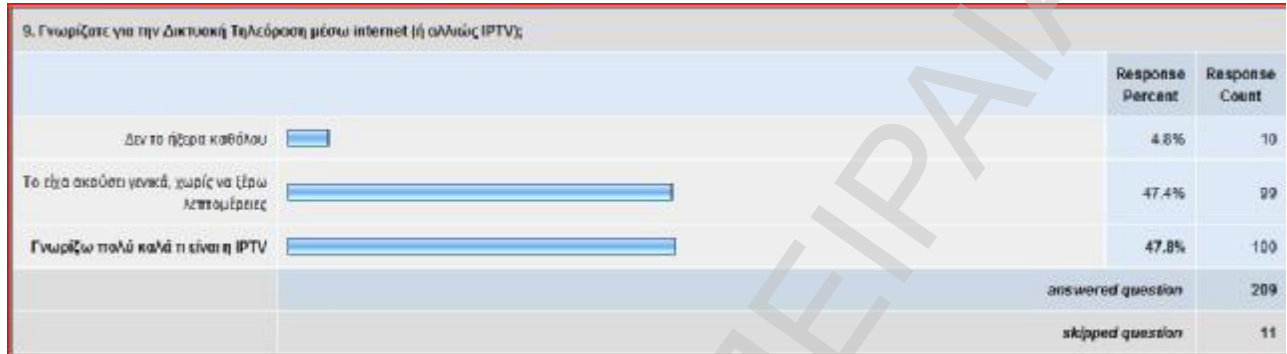 9. Γνωρίζατε για την Δικτυακή Τηλεόραση μέσω internet (ή αλλιώς IPTV);
Response Percent
Response Count
Δεν το ήξερα καθόλου 4.8% 10
Το είχα ακούσει γενικά, χωρίς να ξέρω
λεπτομέρειες 47.4% 99
Γνωρίζω πολύ καλά τι είναι η IPTV 47.8% 100
answered question 209
skipped question 11